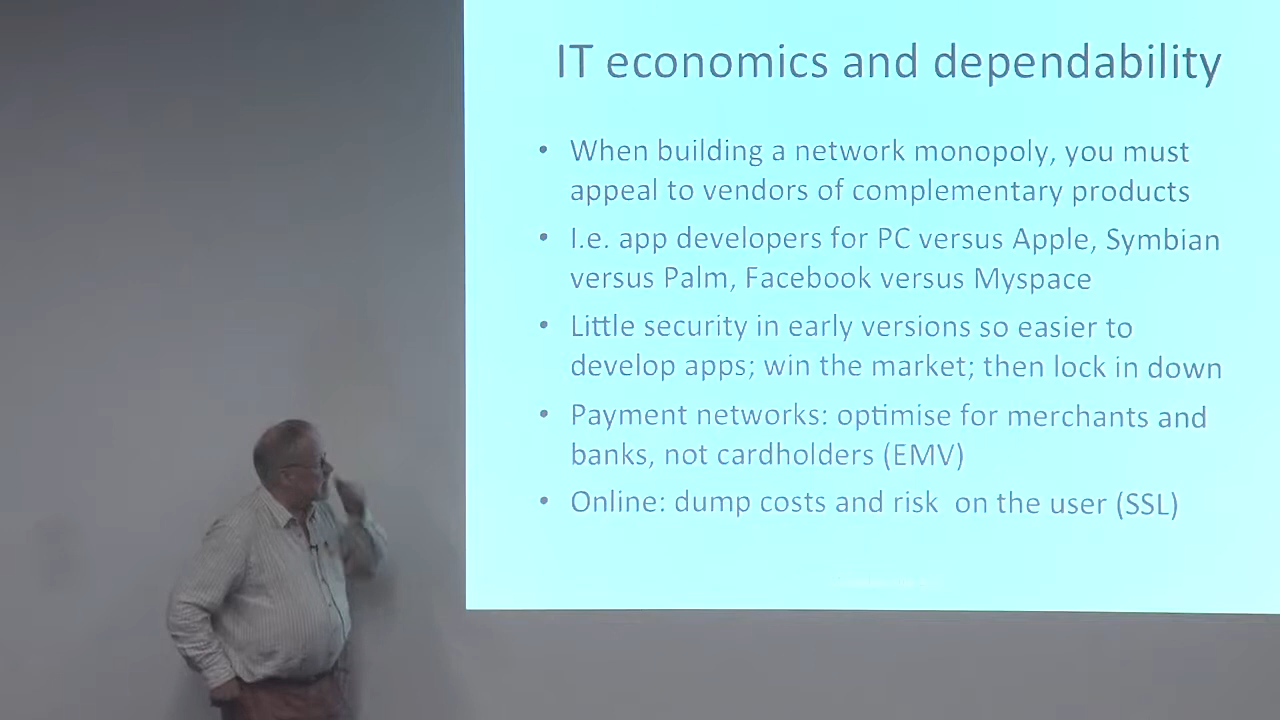 IT economics and dependability
• When building a network monopoly, you must
appeal to vendors of complementary products
• I.e. app developers for PC versus Apple, Symbian
versus Palm, Facebook versus Myspace
• Little security in early versions so easier to
develop apps; win the market; then lock in down
• Payment networks: optimise for merchants and
banks, not cardholders (EMV)
• Online: dump costs and risk  on the user (SSL)